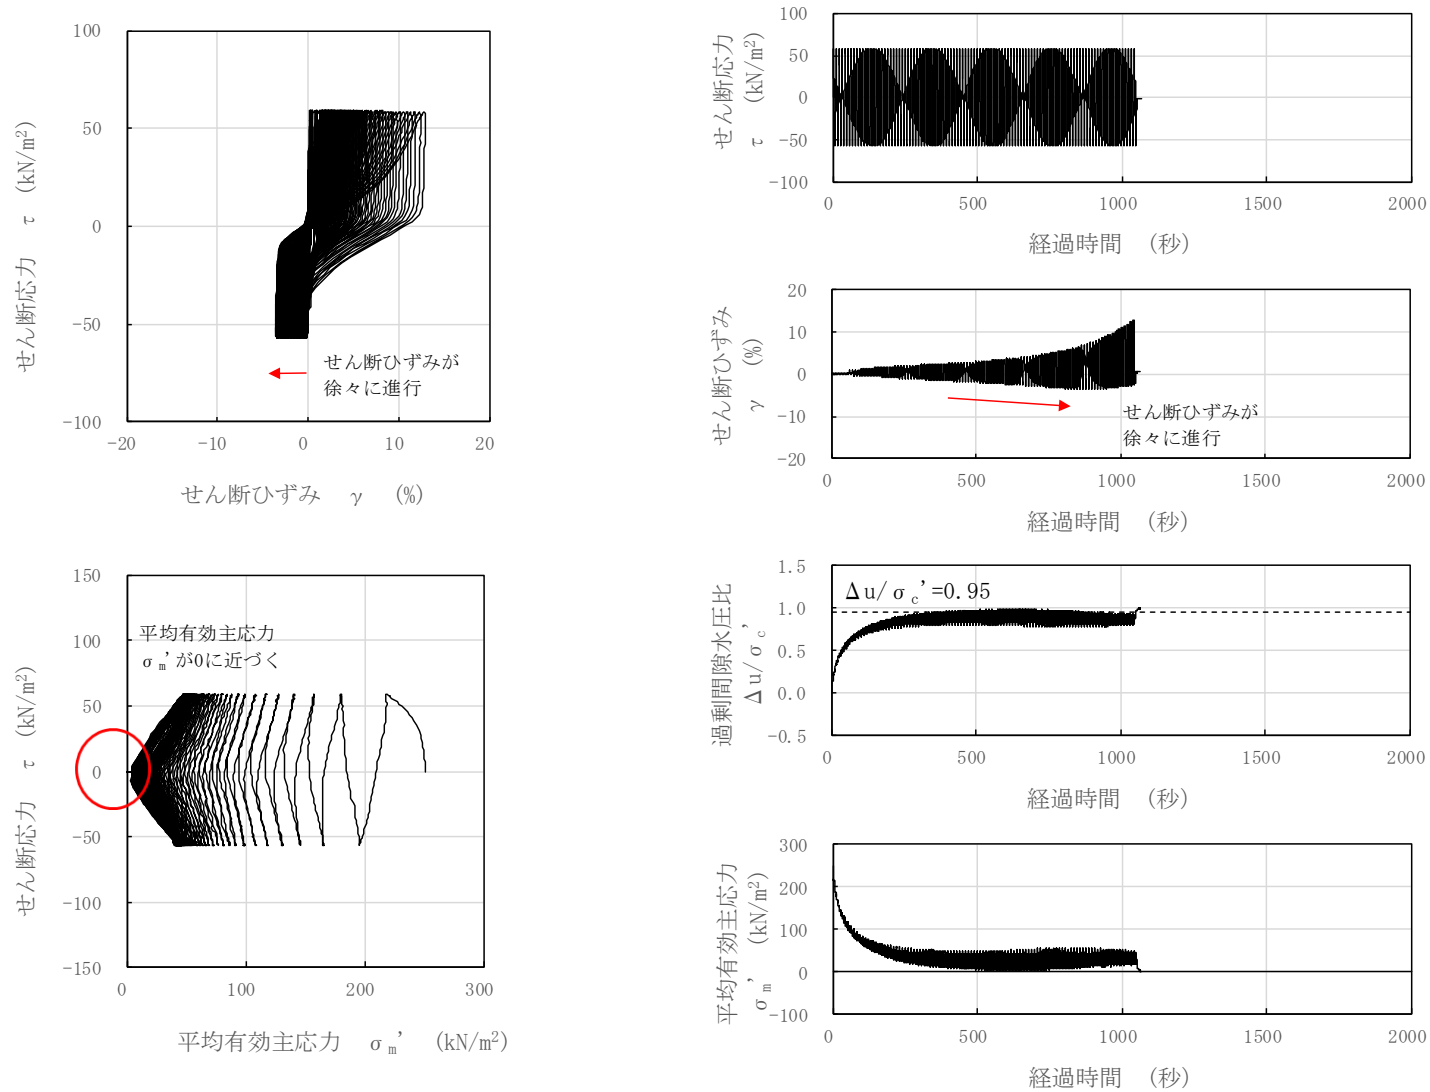 100
50
0
-50
-100
-20
-10
0
10
20
せん断応力 τ (kN/m²)
せん断ひずみが
徐々に進行
せん断ひずみ γ (%)
100
50
0
-50
-100
0
500
1000
1500
2000
せん断応力
τ (kN/m²)
経過時間 (秒)
20
10
0
-10
-20
0
500
1000
1500
2000
せん断ひずみ
γ (%)
せん断ひずみが
徐々に進行
経過時間 (秒)
150
100
50
0
-50
-100
-150
0
100
200
300
せん断応力 τ (kN/m²)
平均有効主応力
σm'が0に近づく
平均有効主応力 σm' (kN/m²)
1.5
1.0
0.5
0.0
-0.5
0
500
1000
1500
2000
過剰間隙水圧比
Δu/σc'
Δu/σc'=0.95
経過時間 (秒)
300
200
100
0
-100
0
500
1000
1500
2000
平均有効主応力
σm' (kN/m²)
経過時間 (秒)